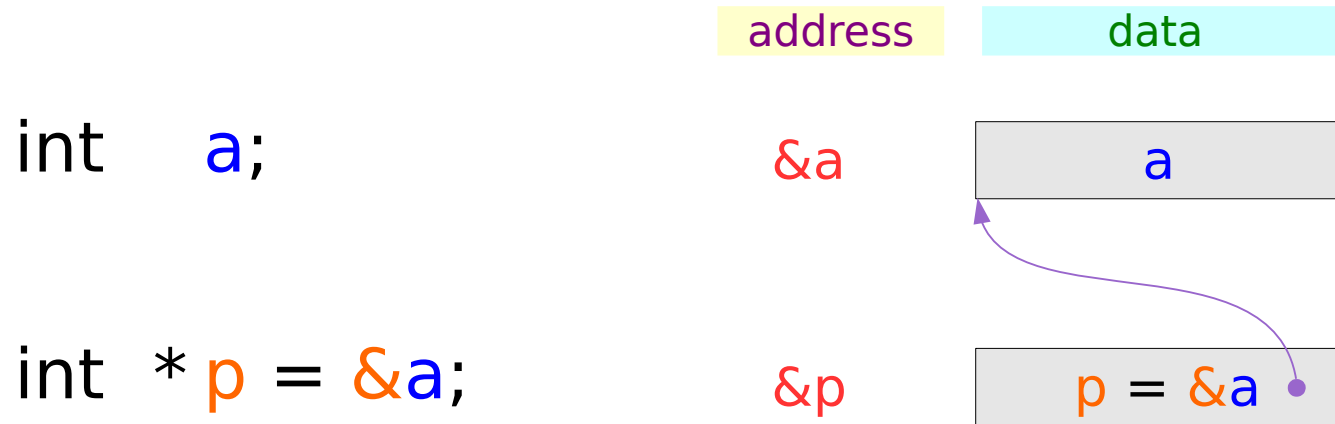 address data
int a; &a a
int * p = &a; &p p = &a